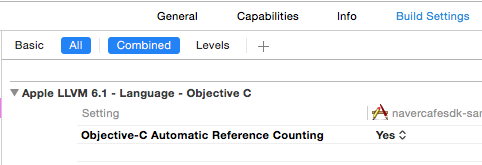 General Capabilities Info Build Settings
Basic All Combined Levels +
Apple LLVM 6.1 - Language - Objective C
Setting navercafesdk-sar
Objective-C Automatic Reference Counting Yes